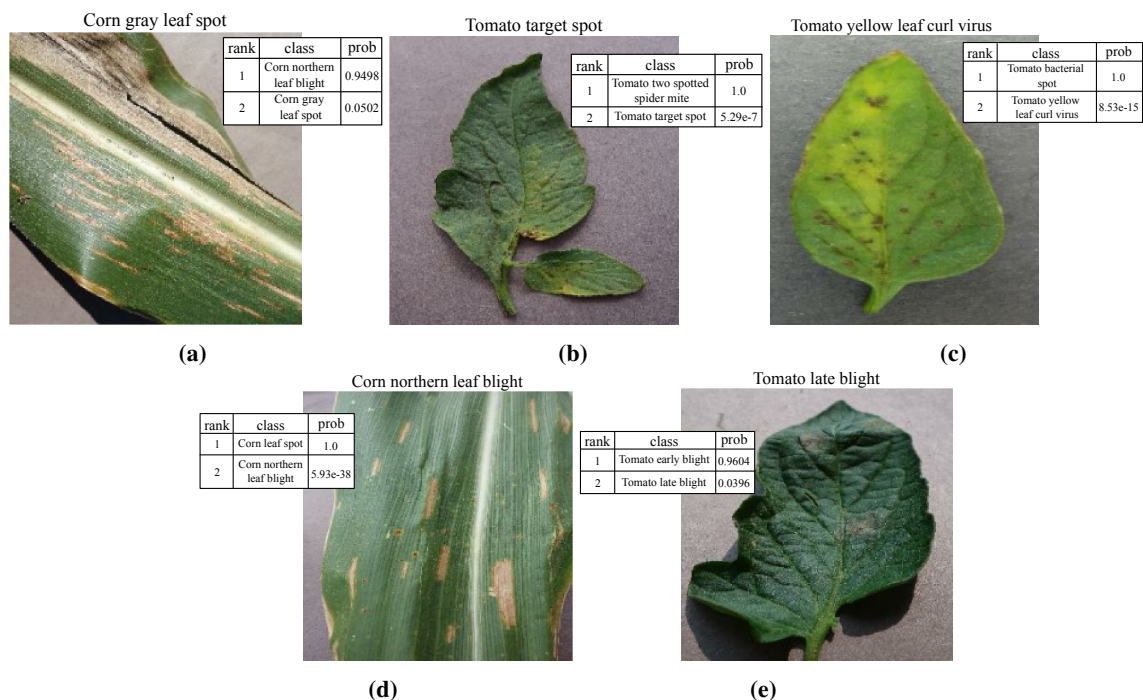 Corn gray leaf spot
rank class prob
1 Corn northern leaf blight 0.9498
2 Corn gray leaf spot 0.0502
(a)
Tomato target spot
rank class prob
1 Tomato two spotted spider mite 1.0
2 Tomato target spot 5.29e-7
(b)
Tomato yellow leaf curl virus
rank class prob
1 Tomato bacterial spot 1.0
2 Tomato yellow leaf curl virus 8.53e-15
(c)
Corn northern leaf blight
rank class prob
1 Corn leaf spot 1.0
2 Corn northern leaf blight 5.93e-38
(d)
Tomato late blight
rank class prob
1 Tomato early blight 0.9604
2 Tomato late blight 0.0396
(e)